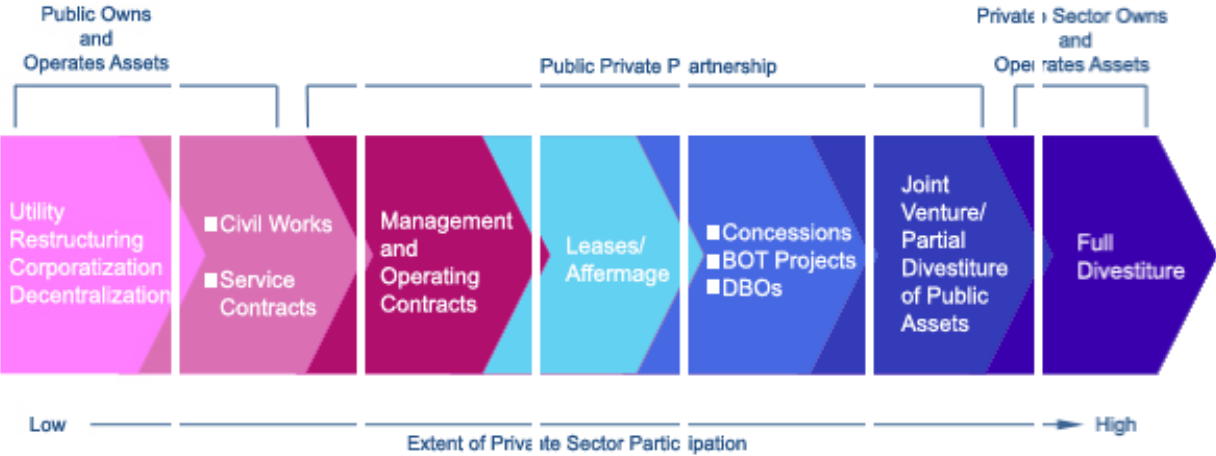 Public Owns
and
Operates Assets
Public Private Partnership
Private Sector Owns
and
Operates Assets
Utility
Restructuring
Corporatization
Decentralization
Civil Works
Service
Contracts
Management
and
Operating
Contracts
Leases/
Affermage
Concessions
BOT Projects
DBOs
Joint
Venture/
Partial
Divestiture
of Public
Assets
Full
Divestiture
Low
High
Extent of Private Sector Participation